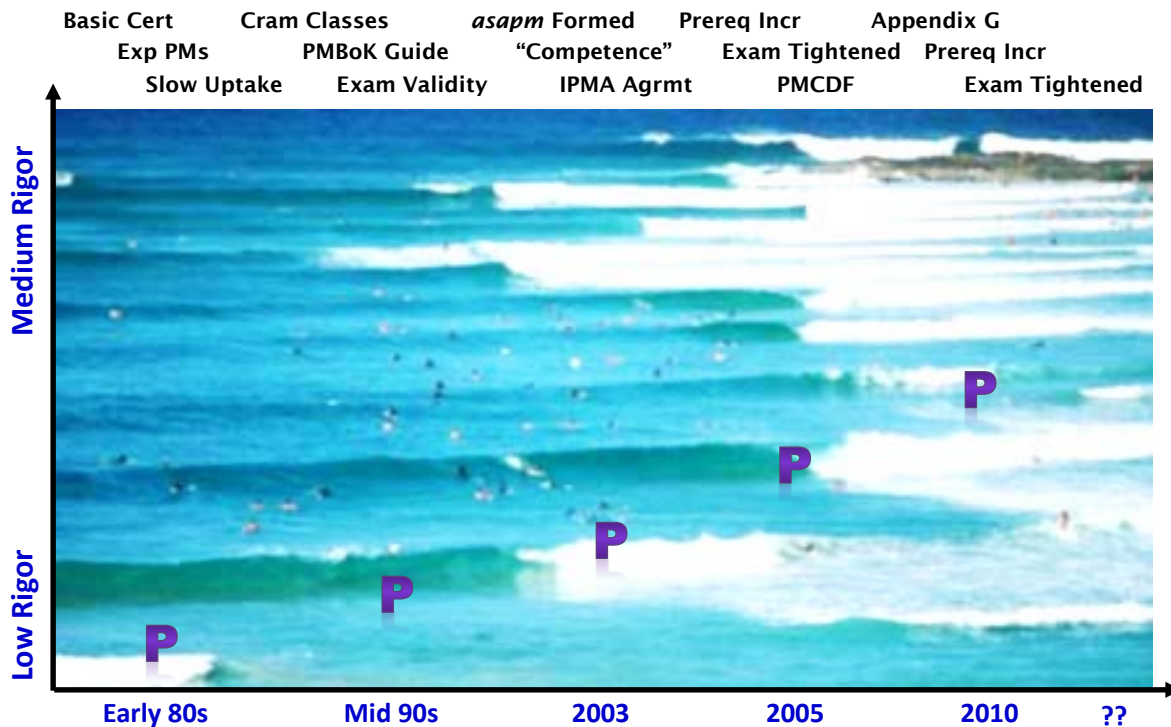 Basic Cert Cram Classes asapm Formed Prereq Incr Appendix G
Exp PMs PMBoK Guide “Competence” Exam Tightened Prereq Incr
Slow Uptake Exam Validity IPMA Agrmt PMCDF Exam Tightened
Medium Rigor
P
P
P
P
P
Low Rigor
Early 80s Mid 90s 2003 2005 2010 ??